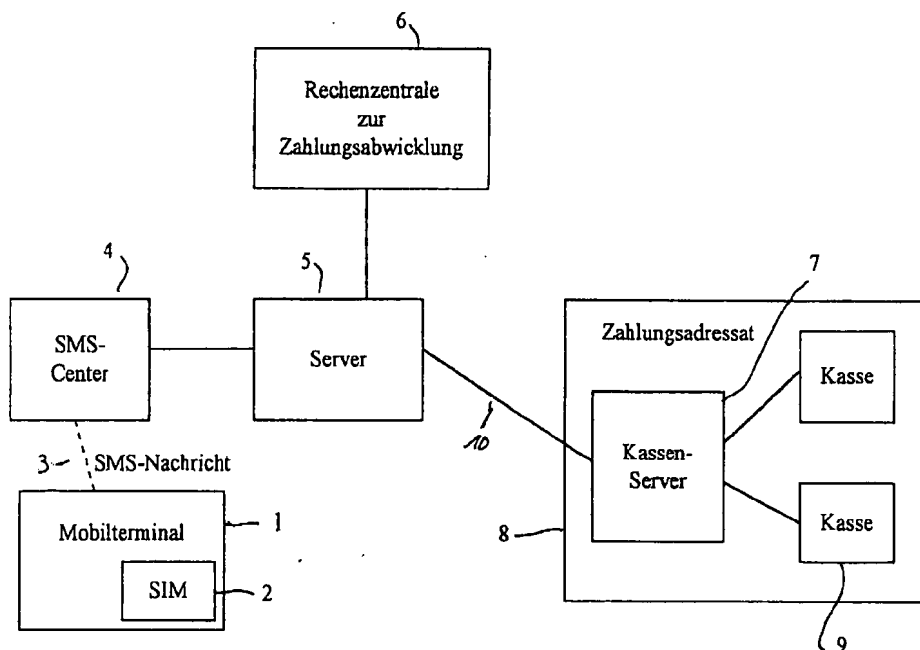 6
Rechenzentrale
zur
Zahlungsabwicklung
4
5
7
SMS-
Center
Server
Zahlungsadressat
Kasse
10
Kassen-
Server
3
SMS-Nachricht
Mobilterminal
1
8
Kasse
SIM
2
9